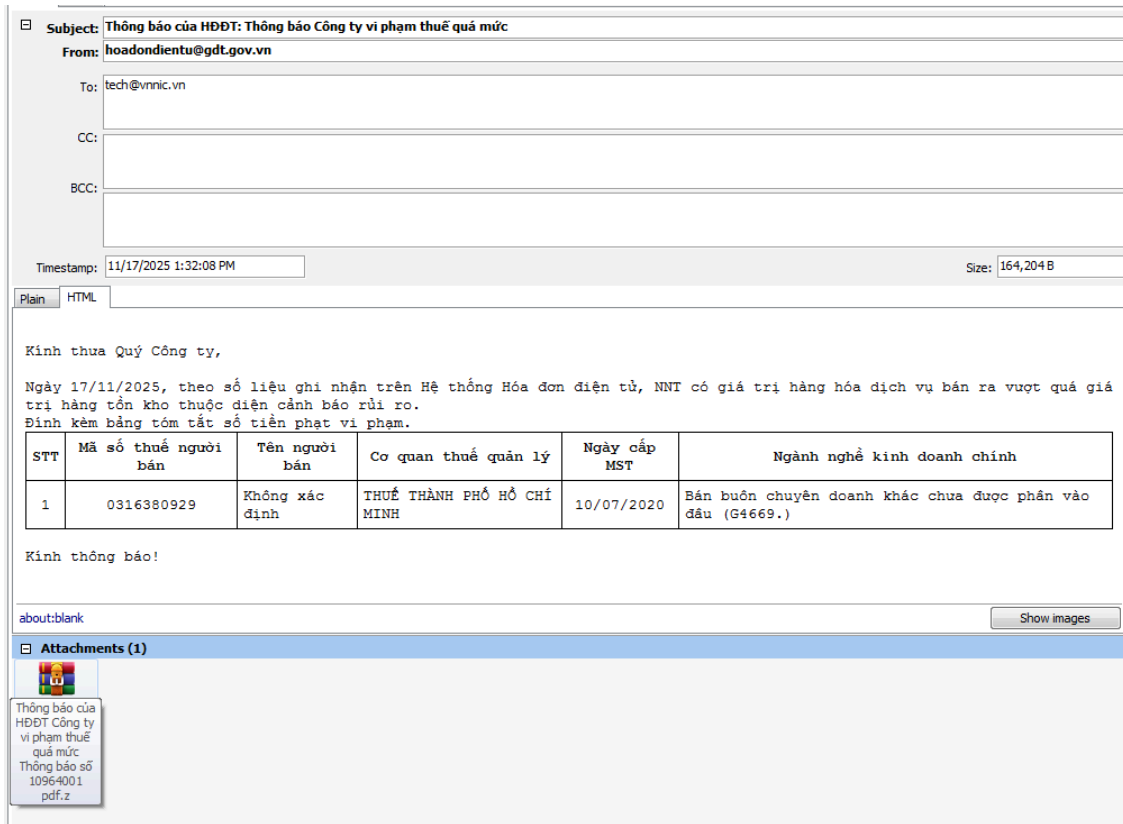 Subject: Thông báo của HĐĐT: Thông báo Công ty vi phạm thuế quá mức
From: hoadondientu@gdt.gov.vn
To: tech@vnnic.vn
CC:
BCC:
Timestamp: 11/17/2025 1:32:08 PM Size: 164,204 B
Plain HTML
Kính thưa Quý Công ty,
Ngày 17/11/2025, theo số liệu ghi nhận trên Hệ thống Hóa đơn điện tử, NNT có giá trị hàng hóa dịch vụ bán ra vượt quá giá
trị hàng tồn kho thuộc diện cảnh báo rủi ro.
Đính kèm bảng tóm tắt số tiền phạt vi phạm.
STT Mã số thuế người bán Tên người bán Cơ quan thuế quản lý Ngày cấp MST Ngành nghề kinh doanh chính
1 0316380929 Không xác định THUẾ THÀNH PHỐ HỒ CHÍ MINH 10/07/2020 Bán buôn chuyên doanh khác chưa được phân vào đâu (G4669.)
Kính thông báo!
about:blank Show images
Attachments (1)
Thông báo của
HĐĐT Công ty
vi phạm thuế
quá mức
Thông báo số
10964001
pdf.z